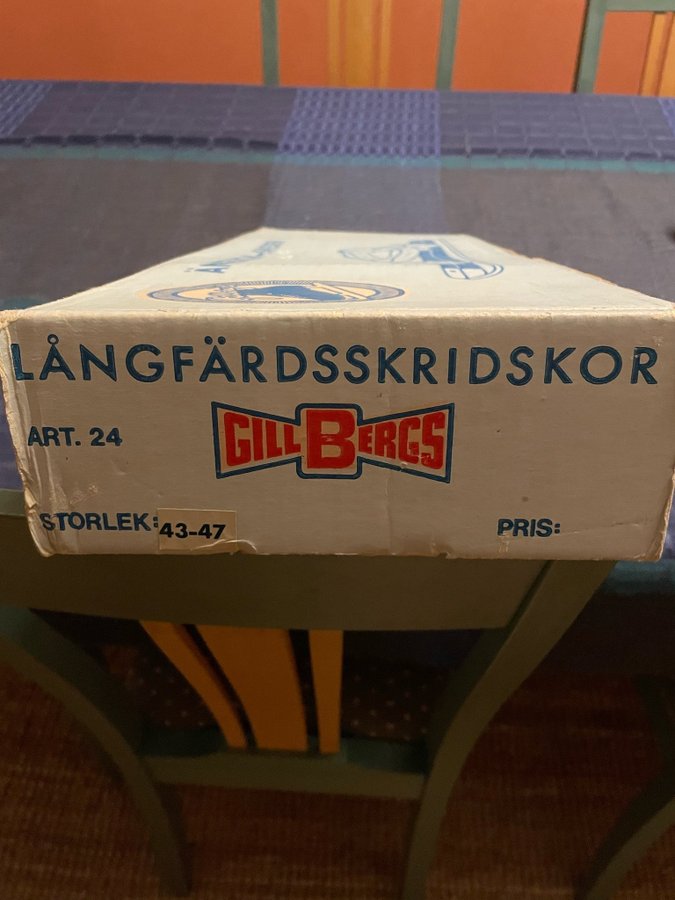 LÅNGFÄRDSSKRIDSKOR
ART. 24
GILLBERGS
STORLEK: 43-47
PRIS: